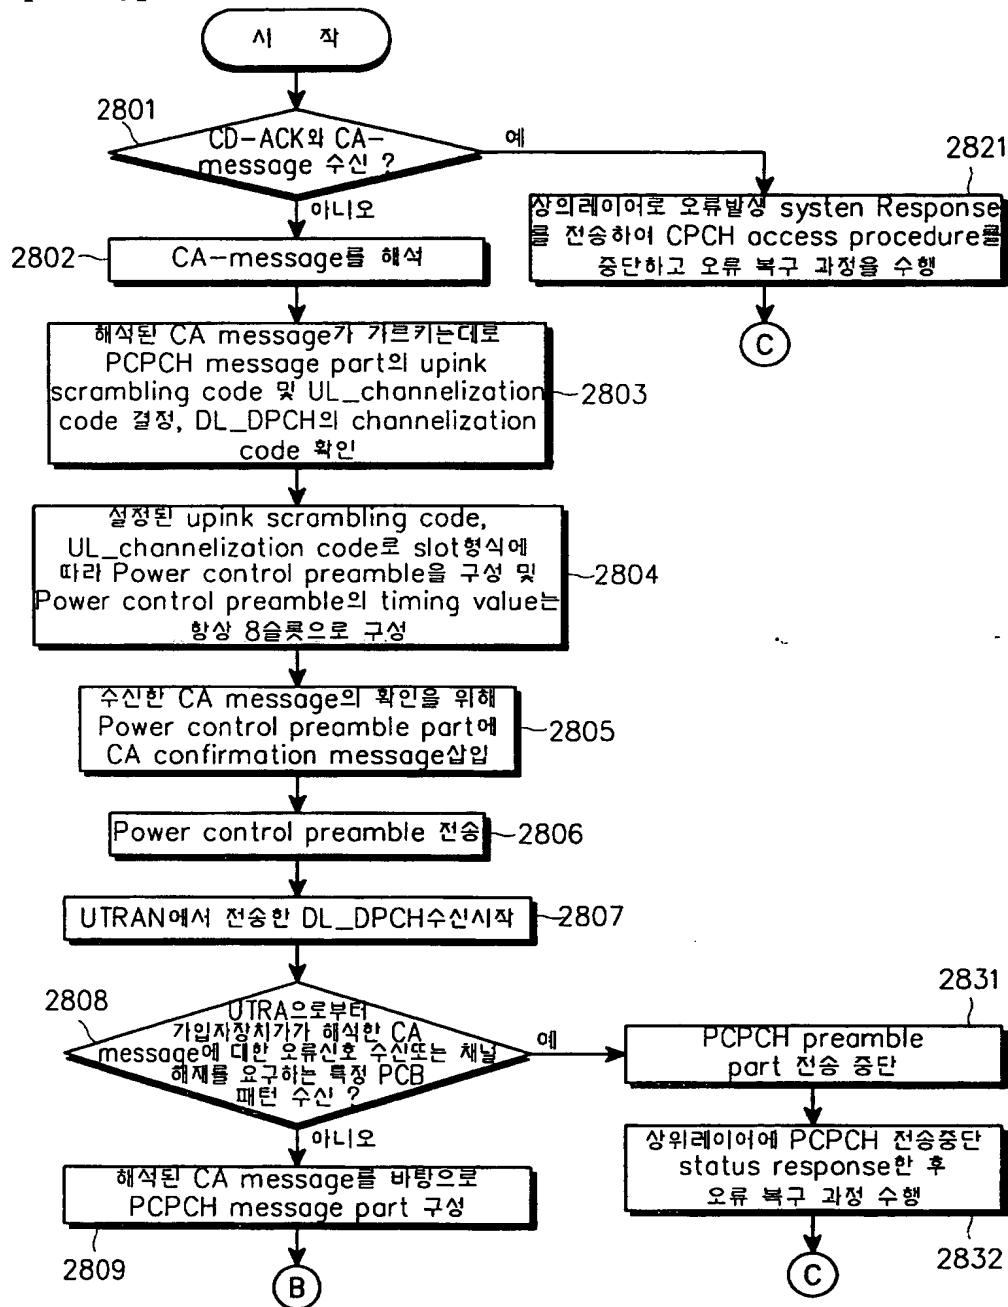 시 작
2801
CD-ACK와 CA-
message 수신 ?
예
아니오
2821
상의레이어로 오류발생 systen Response
를 전송하여 CPCH access procedure를
중단하고 오류 복구 과정을 수행
C
2802
CA-message를 해석
해석된 CA message가 가르키는대로
PCPCH message part의 upink
scrambling code 및 UL_channelization
code 결정, DL_DPCH의 channelization
code 확인
2803
설정된 upink scrambling code,
UL_channelization code로 slot형식에
따라 Power control preamble을 구성 및
Power control preamble의 timing value는
항상 8슬롯으로 구성
2804
수신한 CA message의 확인을 위해
Power control preamble part에
CA confirmation message삽입
2805
Power control preamble 전송
2806
UTRAN에서 전송한 DL_DPCH수신시작
2807
2808
UTRA으로부터
가입자장치가가 해석한 CA
message에 대한 오류신호 수신또는 채널
해제를 요구하는 특정 PCB
패턴 수신 ?
예
아니오
2831
PCPCH preamble
part 전송 중단
상위레이어에 PCPCH 전송중단
status response한 후
오류 복구 과정 수행
2832
C
해석된 CA message를 바탕으로
PCPCH message part 구성
2809
B